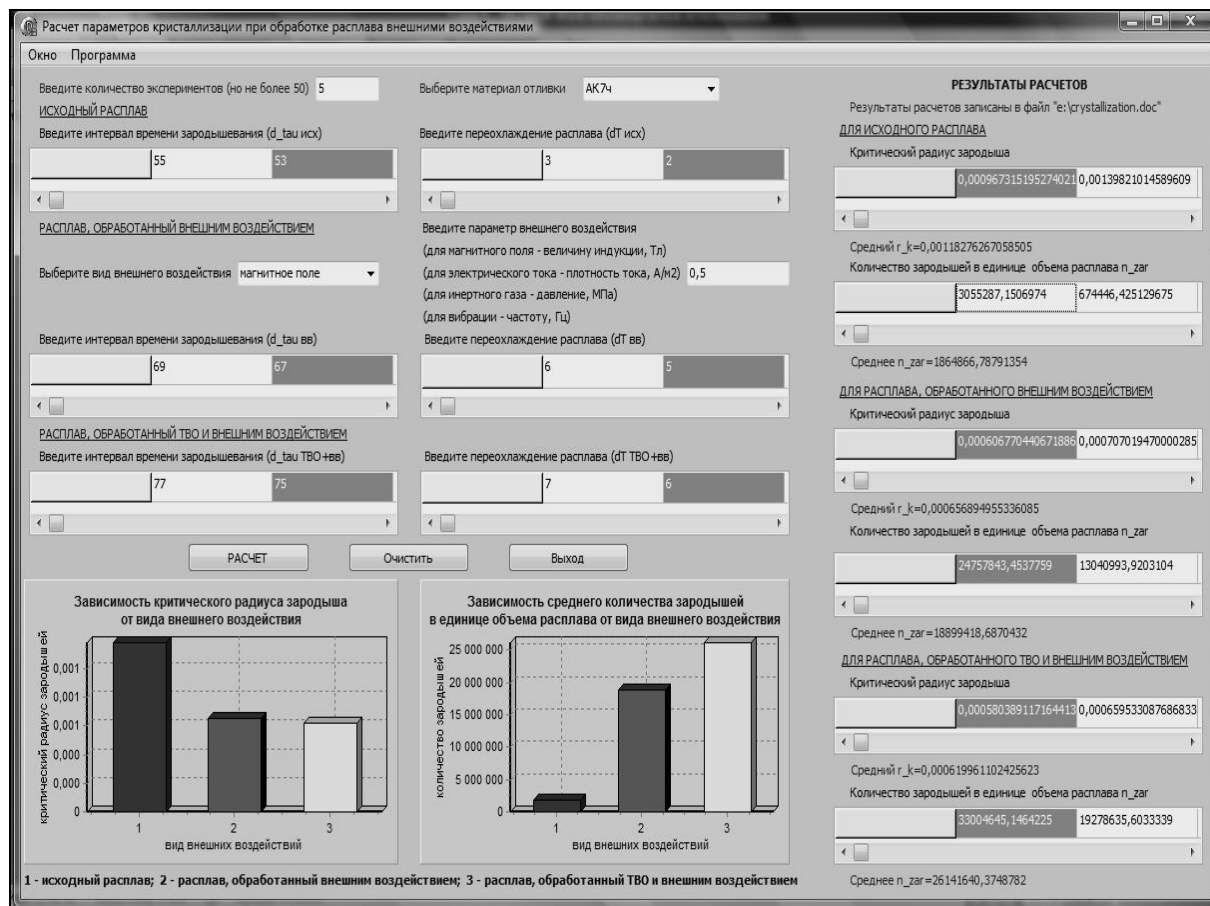 Расчет параметров кристаллизации при обработке расплава внешними воздействиями
Окно Программа
Введите количество экспериментов (но не более 50) 5
Выберите материал отливки АК7ч
ИСХОДНЫЙ РАСПЛАВ
Введите интервал времени зародышевания (d_tau исх)
Введите переохлаждение расплава (dT исх)
55 53
3 2
РАСПЛАВ, ОБРАБОТАННЫЙ ВНЕШНИМ ВОЗДЕЙСТВИЕМ
Выберите вид внешнего воздействия магнитное поле
Введите параметр внешнего воздействия
(для магнитного поля - величину индукции, Тл)
(для электрического тока - плотность тока, А/м2) 0,5
(для инертного газа - давление, МПа)
(для вибрации - частоту, Гц)
Введите интервал времени зародышевания (d_tau вв)
Введите переохлаждение расплава (dT вв)
69 67
6 5
РАСПЛАВ, ОБРАБОТАННЫЙ ТВО И ВНЕШНИМ ВОЗДЕЙСТВИЕМ
Введите интервал времени зародышевания (d_tau ТВО+вв)
Введите переохлаждение расплава (dT ТВО+вв)
77 75
7 6
РАСЧЕТ Очистить Выход
Зависимость критического радиуса зародыша
от вида внешнего воздействия
критический радиус зародышей
0,001
0,001
0,001
0,000
0,000
0
1 2 3
вид внешних воздействий
Зависимость среднего количества зародышей
в единице объема расплава от вида внешнего воздействия
количество зародышей
25 000 000
20 000 000
15 000 000
10 000 000
5 000 000
0
1 2 3
вид внешних воздействий
1 - исходный расплав; 2 - расплав, обработанный внешним воздействием; 3 - расплав, обработанный ТВО и внешним воздействием
РЕЗУЛЬТАТЫ РАСЧЕТОВ
Результаты расчетов записаны в файл "e:\crystallization.doc"
ДЛЯ ИСХОДНОГО РАСПЛАВА
Критический радиус зародыша
0,000967315195274021 0,00139821014589609
Средний r_k=0,00118276267058505
Количество зародышей в единице объема расплава n_zar
3055287,1506974 674446,425129675
Среднее n_zar=1864866,78791354
ДЛЯ РАСПЛАВА, ОБРАБОТАННОГО ВНЕШНИМ ВОЗДЕЙСТВИЕМ
Критический радиус зародыша
0,000606770440671886 0,000707019470000285
Средний r_k=0,000656894955336085
Количество зародышей в единице объема расплава n_zar
24757843,4537759 13040993,9203104
Среднее n_zar=18899418,6870432
ДЛЯ РАСПЛАВА, ОБРАБОТАННОГО ТВО И ВНЕШНИМ ВОЗДЕЙСТВИЕМ
Критический радиус зародыша
0,000580389117164413 0,000659533087686833
Средний r_k=0,000619961102425623
Количество зародышей в единице объема расплава n_zar
33004645,1464225 19278635,6033339
Среднее n_zar=26141640,3748782